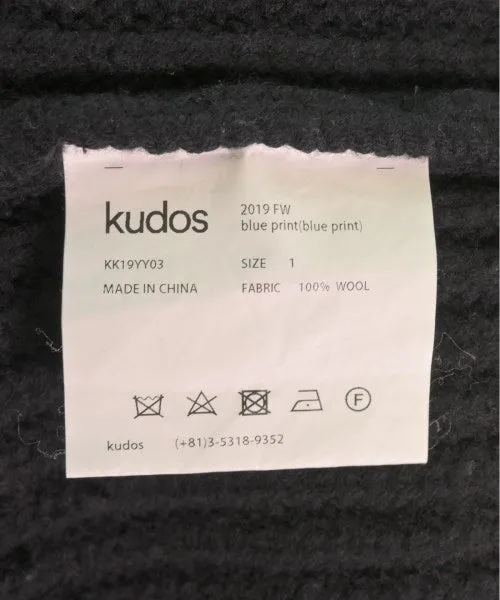 kudos
2019 FW
blue print(blue print)
KK19YY03
SIZE 1
MADE IN CHINA
FABRIC 100% WOOL
F
kudos (+81)3-5318-9352